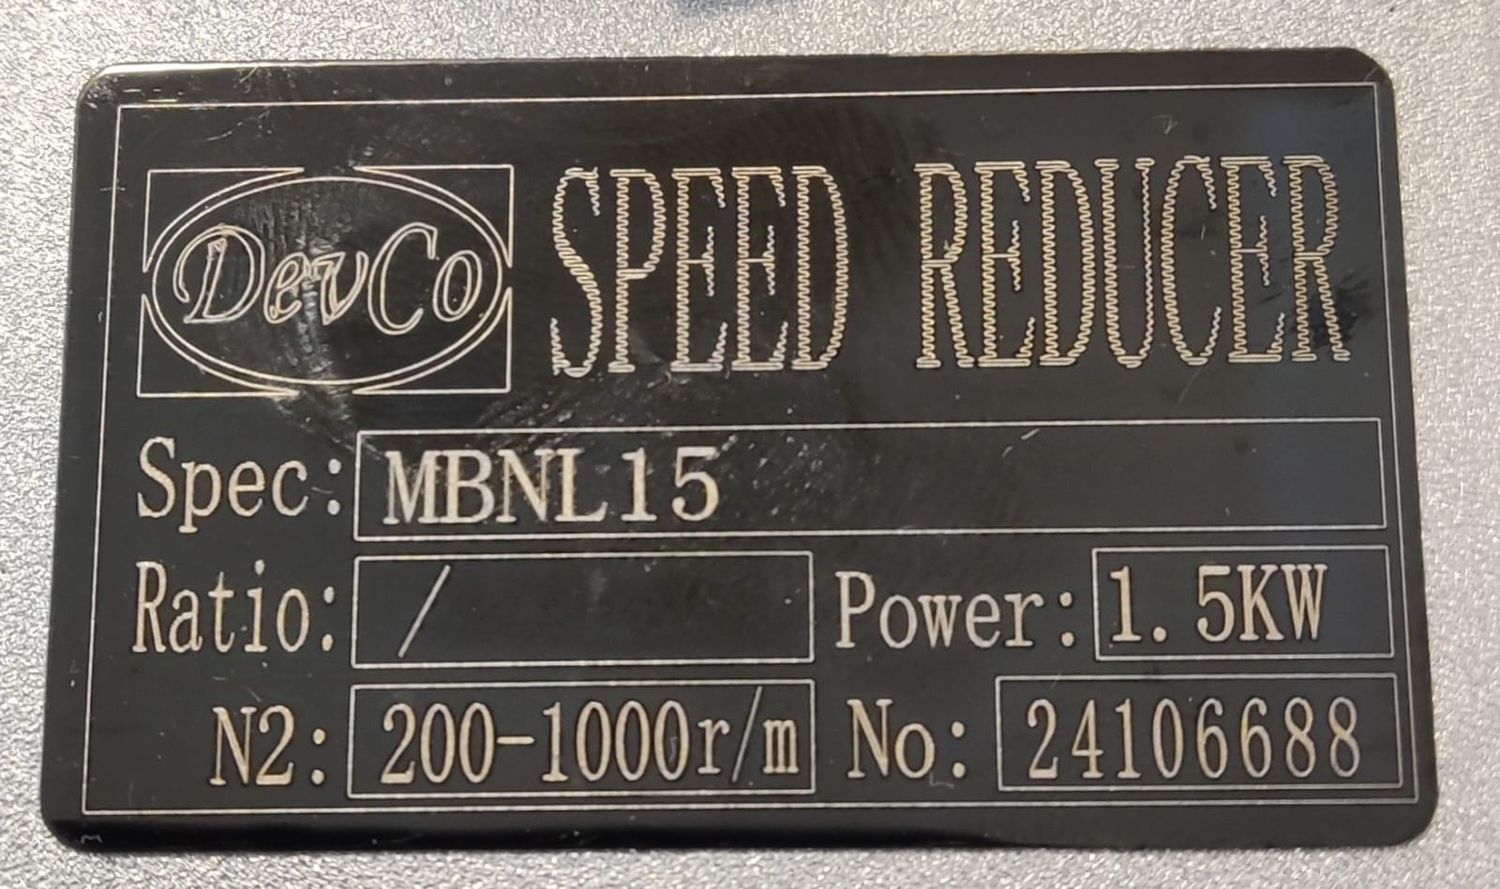 DevCo SPEED REDUCER
Spec: MBNL15
Ratio: / Power: 1.5KW
N2: 200-1000r/m No: 24106688